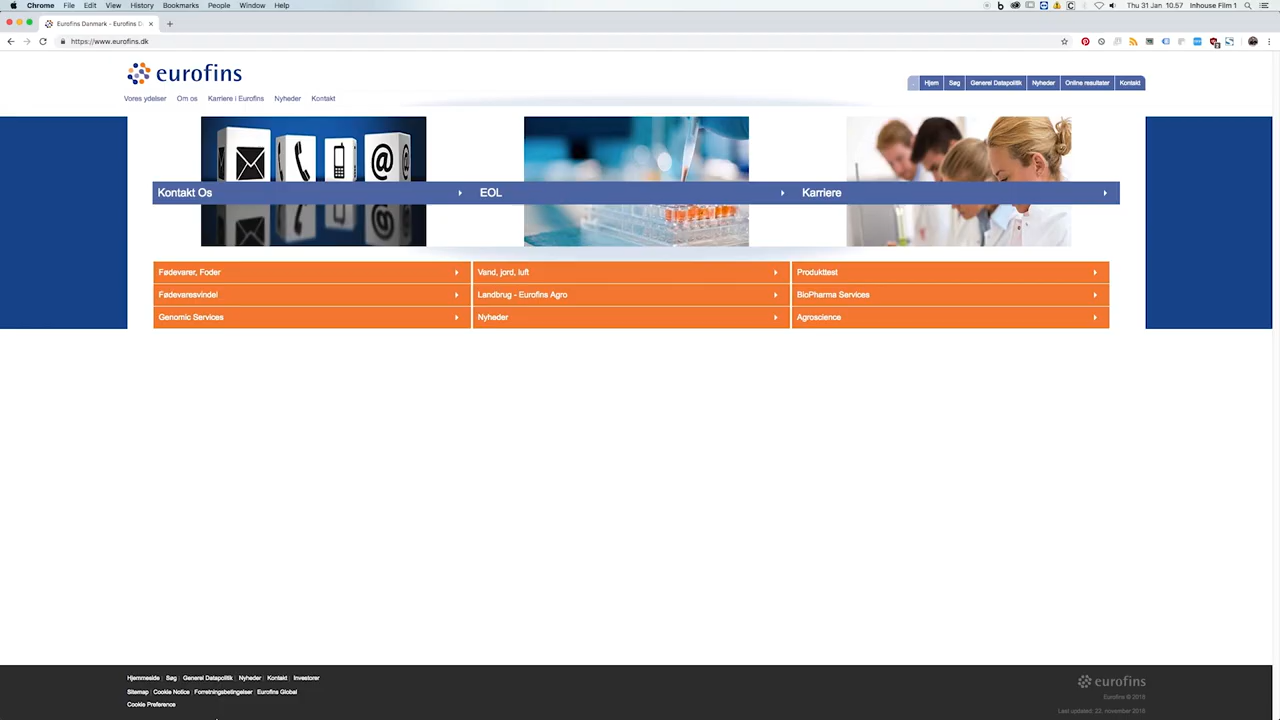 Chrome File Edit View History Bookmarks People Window Help
Thu 31 Jan 10.57 Inhouse Film 1
Eurofins Danmark - Eurofins D
https://www.eurofins.dk
eurofins
Hjem Søg Generel Datapolitik Nyheder Online resultater Kontakt
Vores ydelser Om os Karriere i Eurofins Nyheder Kontakt
Kontakt Os EOL Karriere
Fødevarer, Foder Vand, jord, luft Produkttest
Fødevaresvindel Landbrug - Eurofins Agro BioPharma Services
Genomic Services Nyheder Agroscience
Hjemmeside Søg Generel Datapolitik Nyheder Kontakt Investorer
Sitemap Cookie Notice Forretningsbetingelser Eurofins Global
Cookie Preference
eurofins
Eurofins © 2018
Last updated: 23. november 2018